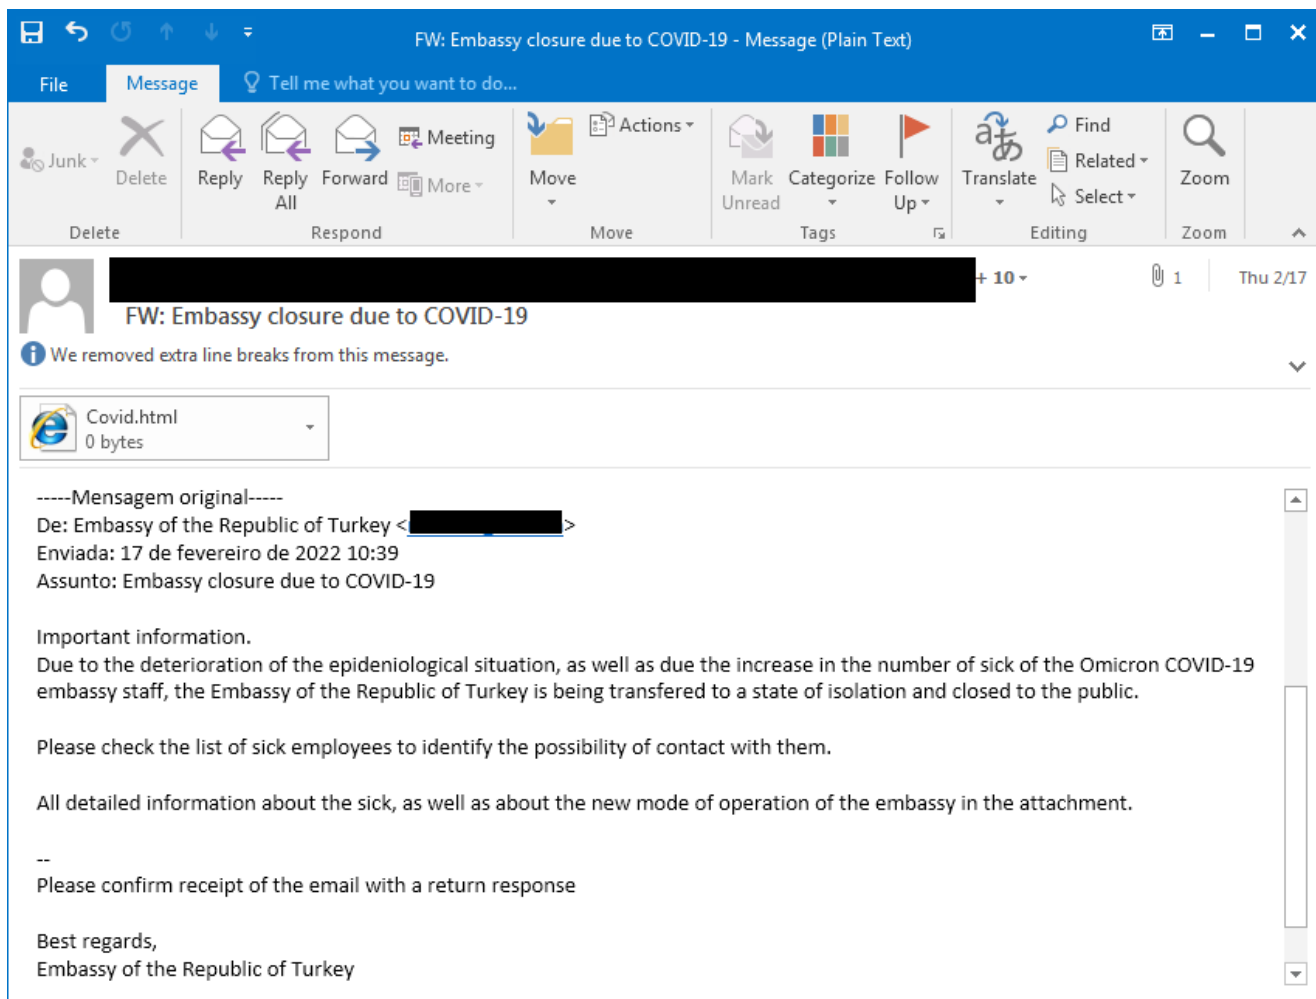 FW: Embassy closure due to COVID-19 - Message (Plain Text)
File Message Tell me what you want to do...
Junk
Delete
Reply
Reply All
Forward
Meeting
More
Move
Actions
Mark Unread
Categorize
Follow Up
Translate
Find
Related
Select
Zoom
Delete Respond Move Tags Editing Zoom
+ 10 1 Thu 2/17
FW: Embassy closure due to COVID-19
We removed extra line breaks from this message.
Covid.html
0 bytes
-----Mensagem original-----
De: Embassy of the Republic of Turkey < >
Enviada: 17 de fevereiro de 2022 10:39
Assunto: Embassy closure due to COVID-19
Important information.
Due to the deterioration of the epideniological situation, as well as due the increase in the number of sick of the Omicron COVID-19
embassy staff, the Embassy of the Republic of Turkey is being transfered to a state of isolation and closed to the public.
Please check the list of sick employees to identify the possibility of contact with them.
All detailed information about the sick, as well as about the new mode of operation of the embassy in the attachment.
--
Please confirm receipt of the email with a return response
Best regards,
Embassy of the Republic of Turkey